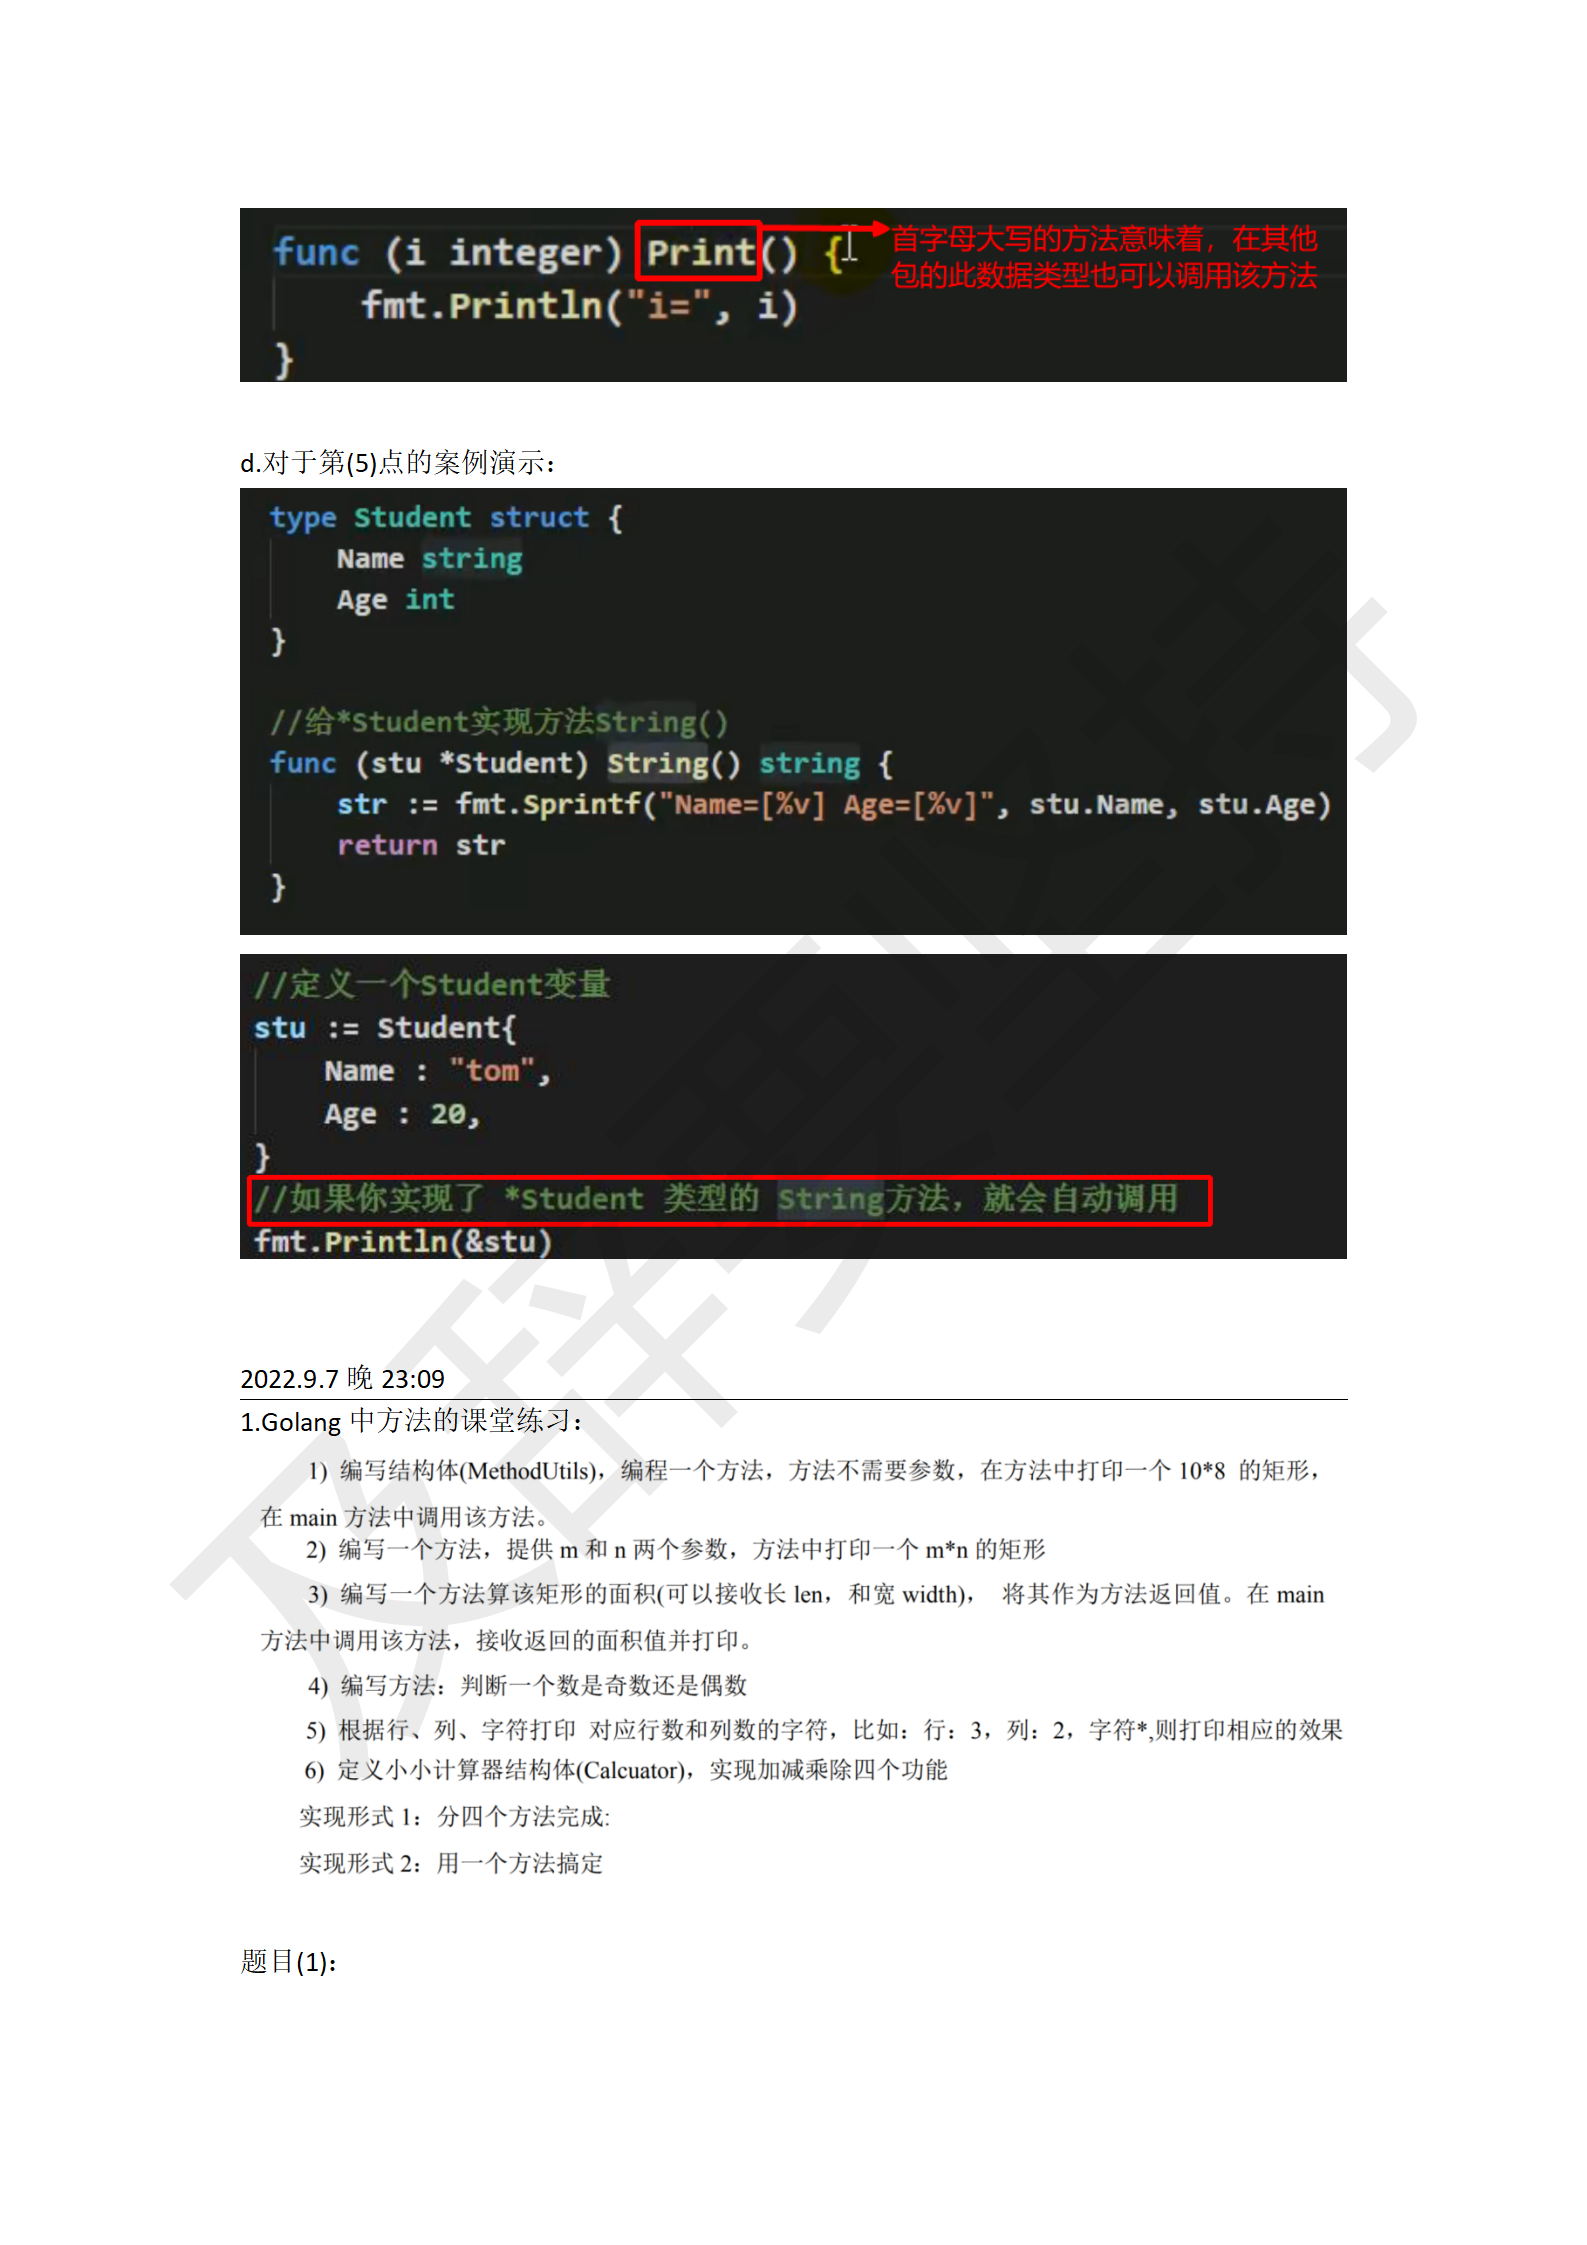 func (i integer) Print() {
首字母大写的方法意味着，在其他
包的此数据类型也可以调用该方法
fmt.Println("i=", i)
}
d.对于第(5)点的案例演示：
type Student struct {
Name string
Age int
}
//给*Student实现方法String()
func (stu *Student) String() string {
str := fmt.Sprintf("Name=[%v] Age=[%v]", stu.Name, stu.Age)
return str
}
//定义一个Student变量
stu := Student{
Name : "tom",
Age : 20,
}
//如果你实现了 *Student 类型的 String方法，就会自动调用
fmt.Println(&stu)
2022.9.7 晚 23:09
1.Golang 中方法的课堂练习：
1) 编写结构体(MethodUtils)，编程一个方法，方法不需要参数，在方法中打印一个 10*8 的矩形，
在 main 方法中调用该方法。
2) 编写一个方法，提供 m 和 n 两个参数，方法中打印一个 m*n 的矩形
3) 编写一个方法算该矩形的面积(可以接收长 len，和宽 width)， 将其作为方法返回值。在 main
方法中调用该方法，接收返回的面积值并打印。
4) 编写方法：判断一个数是奇数还是偶数
5) 根据行、列、字符打印 对应行数和列数的字符，比如：行：3，列：2，字符*,则打印相应的效果
6) 定义小小计算器结构体(Calcuator)，实现加减乘除四个功能
实现形式 1：分四个方法完成:
实现形式 2：用一个方法搞定
题目(1)：